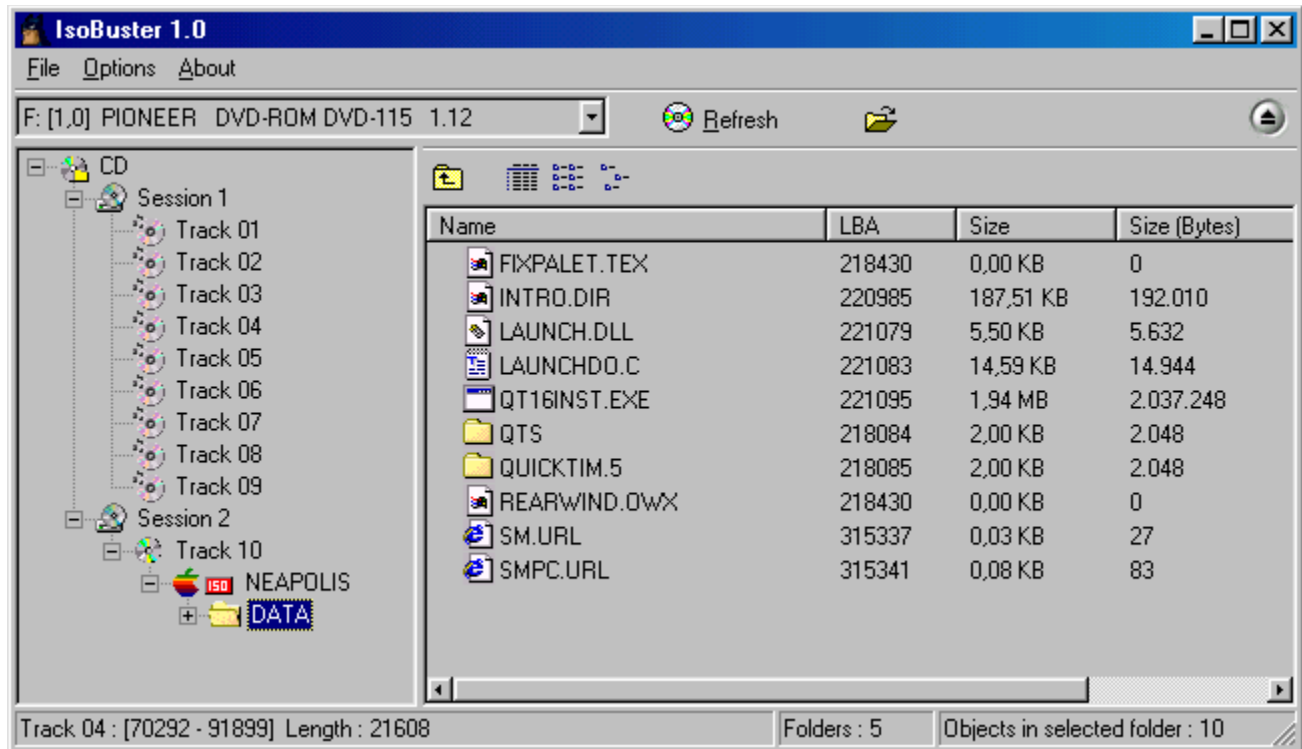 IsoBuster 1.0
File Options About
F: [1,0] PIONEER DVD-ROM DVD-115 1.12 Refresh
CD
Session 1
Track 01
Track 02
Track 03
Track 04
Track 05
Track 06
Track 07
Track 08
Track 09
Session 2
Track 10
ISO NEAPOLIS
DATA
Name LBA Size Size (Bytes)
FIXPALET.TEX 218430 0,00 KB 0
INTRO.DIR 220985 187,51 KB 192.010
LAUNCH.DLL 221079 5,50 KB 5.632
LAUNCHDO.C 221083 14,59 KB 14.944
QT16INST.EXE 221095 1,94 MB 2.037.248
QTS 218084 2,00 KB 2.048
QUICKTIM.5 218085 2,00 KB 2.048
REARWIND.OWX 218430 0,00 KB 0
SM.URL 315337 0,03 KB 27
SMPC.URL 315341 0,08 KB 83
Track 04 : [70292 - 91899] Length : 21608 Folders : 5 Objects in selected folder : 10